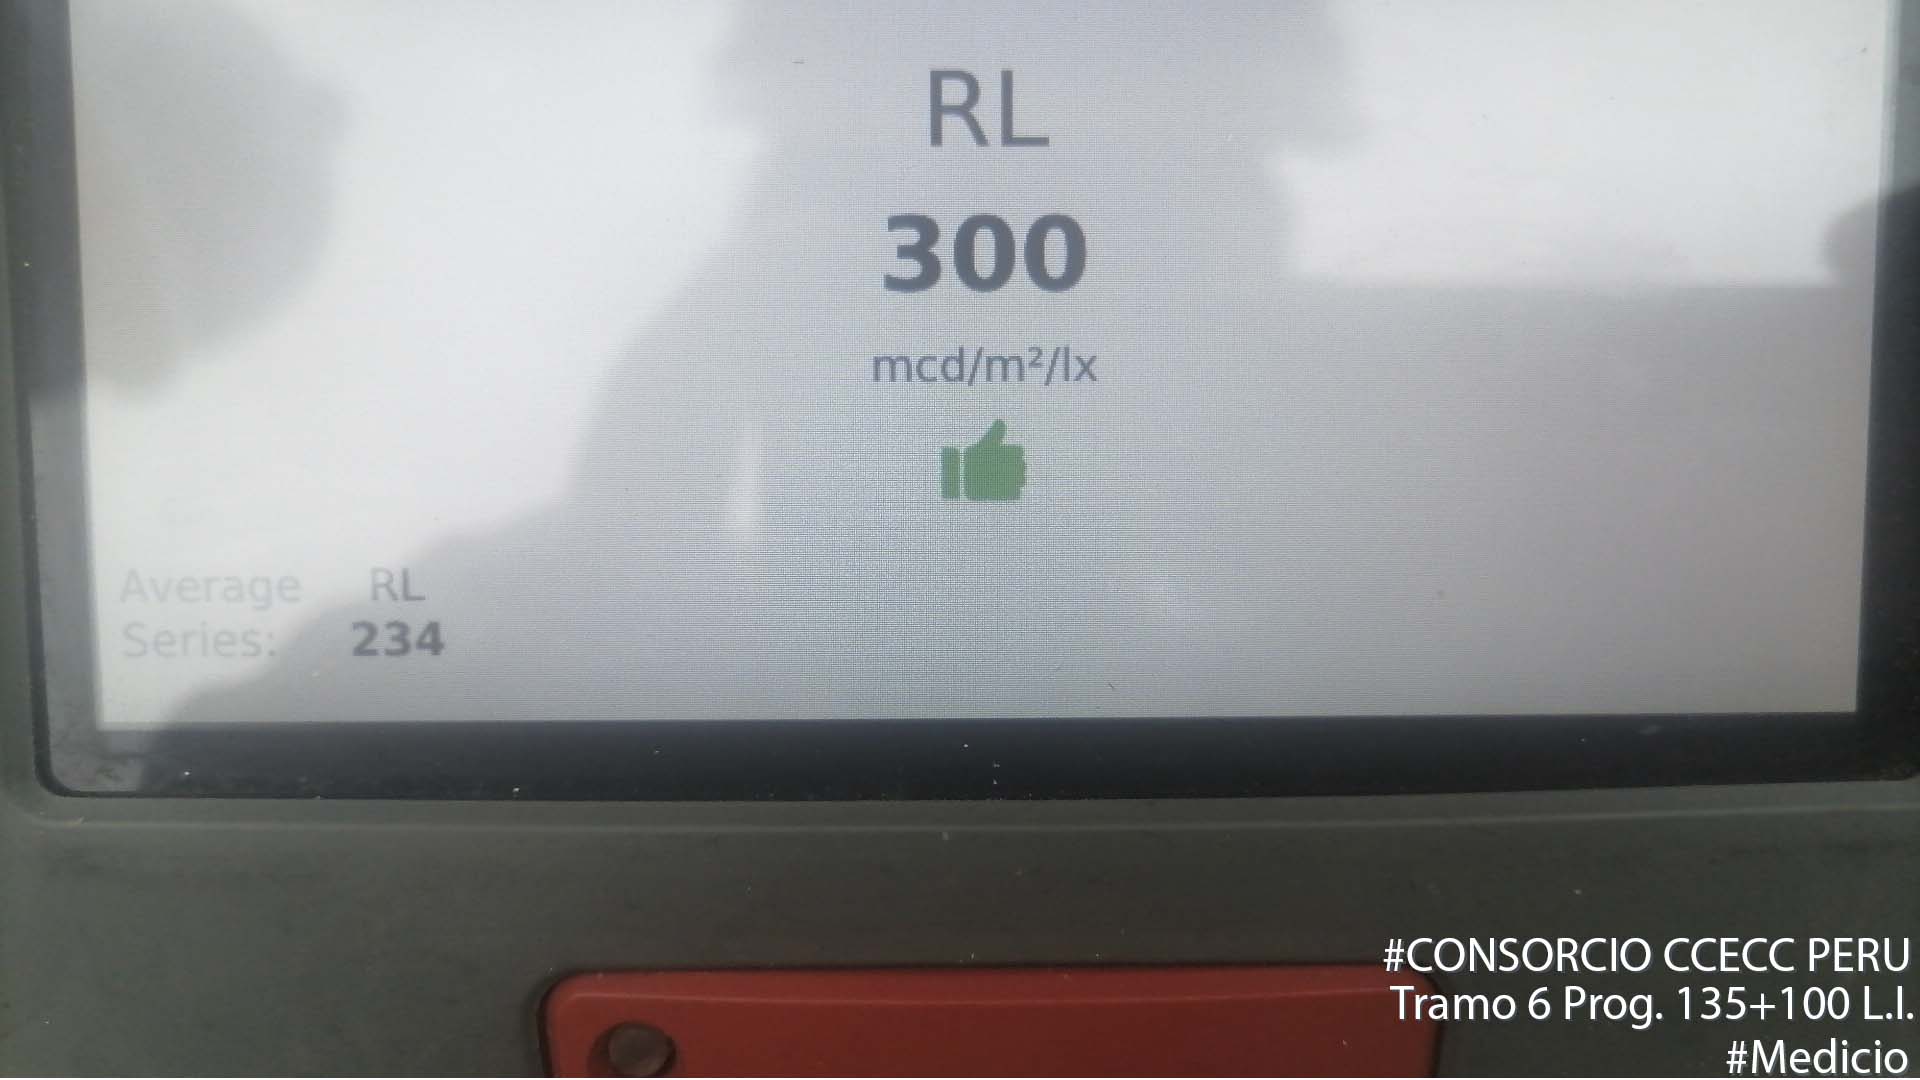 RL
300
mcd/m²/lx
Average RL
Series: 234
#CONSORCIO CCECC PERU
Tramo 6 Prog. 135+100 L.I.
#Medicio